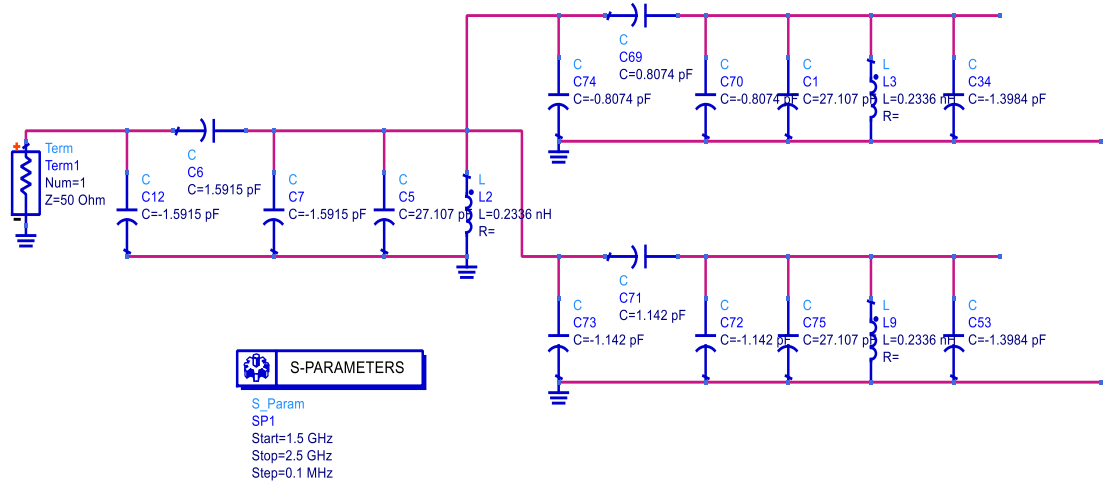 C
C69
C=0.8074 pF
C
C74
C=-0.8074 pF
C
C70
C=-0.8074 pF
C
C1
C=27.107 pF
L
L3
L=0.2336 nH
R=
C
C34
C=-1.3984 pF
+
Term
Term1
Num=1
Z=50 Ohm
-
C
C6
C=1.5915 pF
C
C12
C=-1.5915 pF
C
C7
C=-1.5915 pF
C
C5
C=27.107 pF
L
L2
L=0.2336 nH
R=
C
C71
C=1.142 pF
C
C73
C=-1.142 pF
C
C72
C=-1.142 pF
C
C75
C=27.107 pF
L
L9
L=0.2336 nH
R=
C
C53
C=-1.3984 pF
S-PARAMETERS
S_Param
SP1
Start=1.5 GHz
Stop=2.5 GHz
Step=0.1 MHz